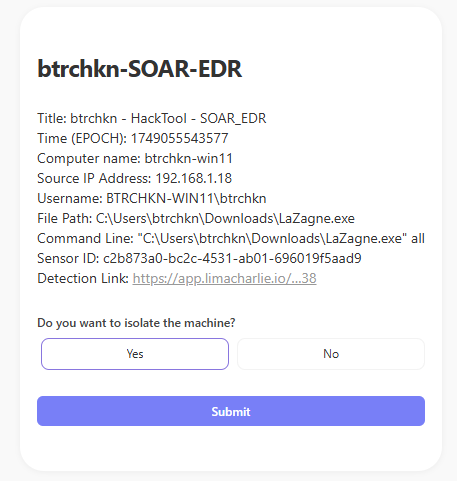 btrchkn-SOAR-EDR
Title: btrchkn - HackTool - SOAR_EDR
Time (EPOCH): 1749055543577
Computer name: btrchkn-win11
Source IP Address: 192.168.1.18
Username: BTRCHKN-WIN11\btrchkn
File Path: C:\Users\btrchkn\Downloads\LaZagne.exe
Command Line: "C:\Users\btrchkn\Downloads\LaZagne.exe" all
Sensor ID: c2b873a0-bc2c-4531-ab01-696019f5aad9
Detection Link: https://app.limacharlie.io/...38
Do you want to isolate the machine?
Yes No
Submit